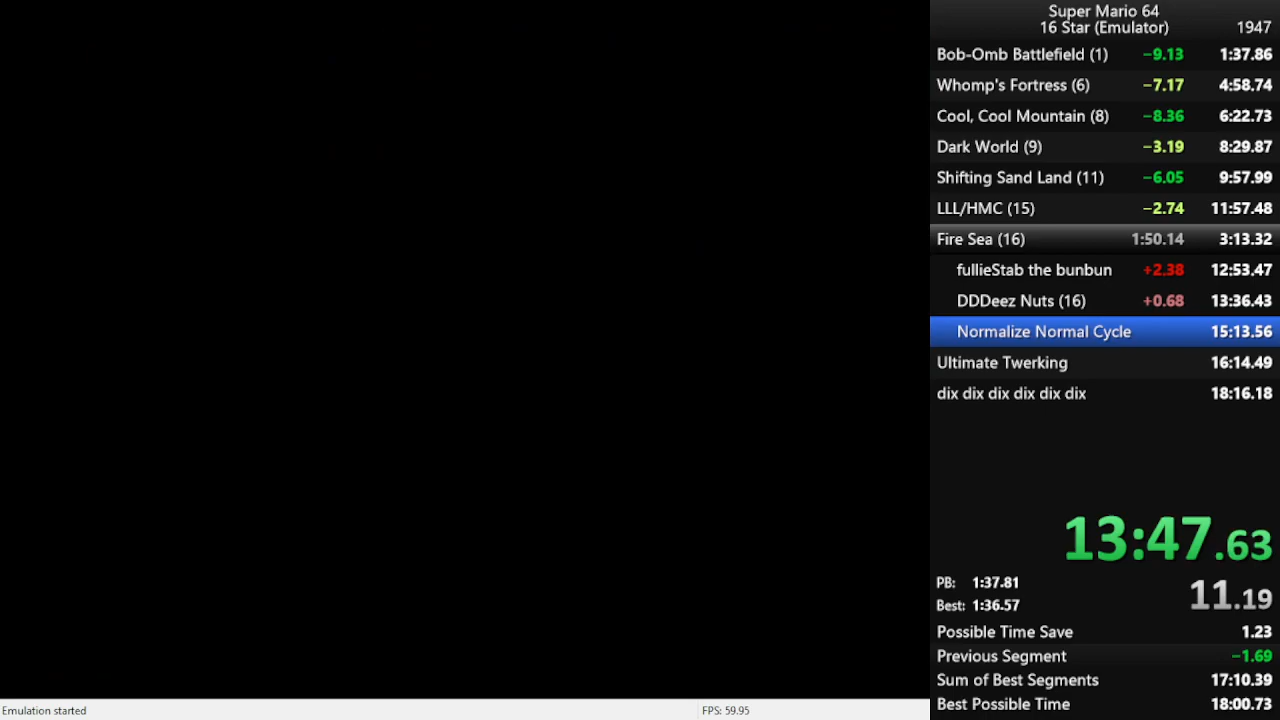 Super Mario 64
16 Star (Emulator) 1947
Bob-Omb Battlefield (1) −9.13 1:37.86
Whomp's Fortress (6) −7.17 4:58.74
Cool, Cool Mountain (8) −8.36 6:22.73
Dark World (9) −3.19 8:29.87
Shifting Sand Land (11) −6.05 9:57.99
LLL/HMC (15) −2.74 11:57.48
Fire Sea (16) 1:50.14 3:13.32
fullieStab the bunbun +2.38 12:53.47
DDDeez Nuts (16) +0.68 13:36.43
Normalize Normal Cycle 15:13.56
Ultimate Twerking 16:14.49
dix dix dix dix dix dix 18:16.18
13:47.63
PB: 1:37.81
11.19
Best: 1:36.57
Possible Time Save 1.23
Previous Segment −1.69
Sum of Best Segments 17:10.39
Best Possible Time 18:00.73
Emulation started FPS: 59.95